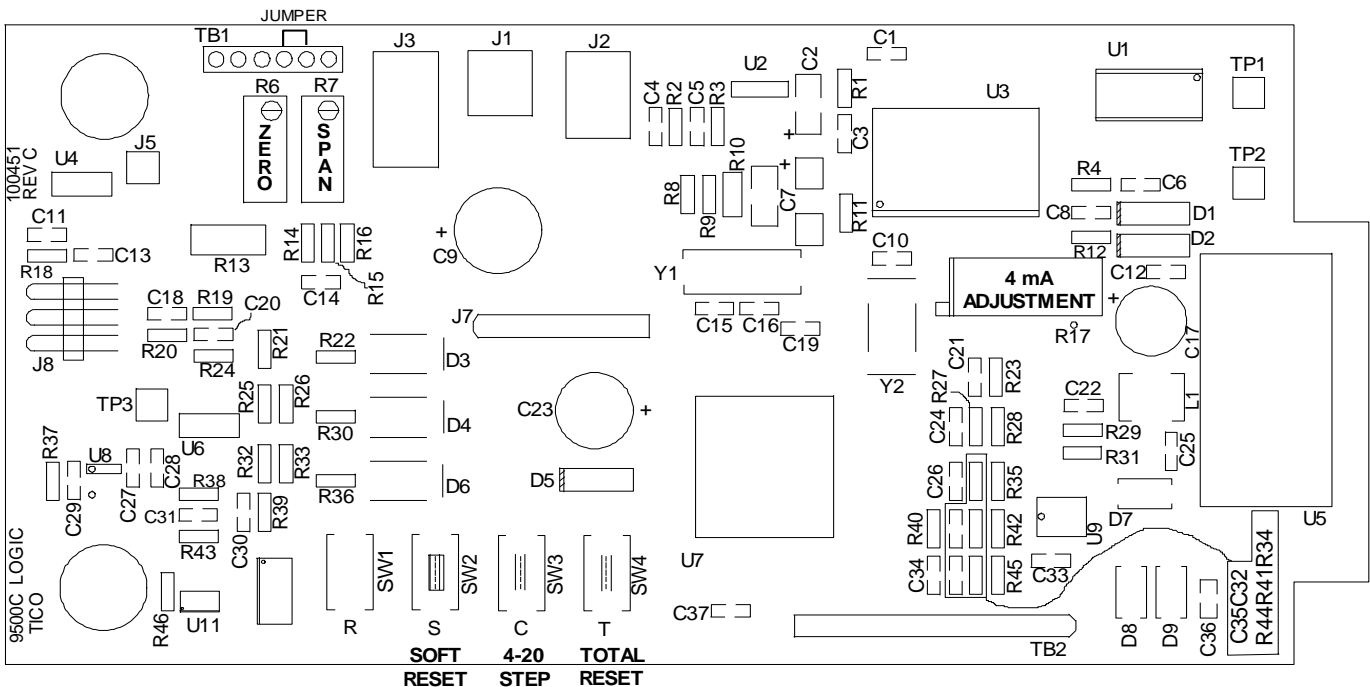 JUMPER
TB1
J3
J1
J2
C1
U1
R6
R7
U2
C2
R1
U3
TP1
C4
R2
C5
R3
ZERO
SPAN
J5
C3
100451
REV C
U4
R10
TP2
R4
C6
R8
R9
C7
R11
C8
D1
C11
R14
R16
C9
R12
D2
R18
C13
R13
R15
C10
C12
C14
Y1
4 mA
ADJUSTMENT
C18
R19
C20
J7
C15
C16
C19
R17
C17
J8
R20
R24
R21
R22
D3
Y2
C21
R23
TP3
R25
R26
C23
R27
C22
L1
U6
R30
D4
C24
R28
R29
R31
C25
R37
U8
R32
R33
C27
C28
R38
R36
D6
D5
C26
R35
D7
U5
C29
C31
C30
R39
R40
R42
U9
R43
SW1
SW2
SW3
SW4
U7
C34
R45
C33
9500C LOGIC
TICO
R46
U11
C37
TB2
D8
D9
C36
C35C32
R44R41R34
R
S
C
T
SOFT
RESET
4-20
STEP
TOTAL
RESET
+
+
+
+
+